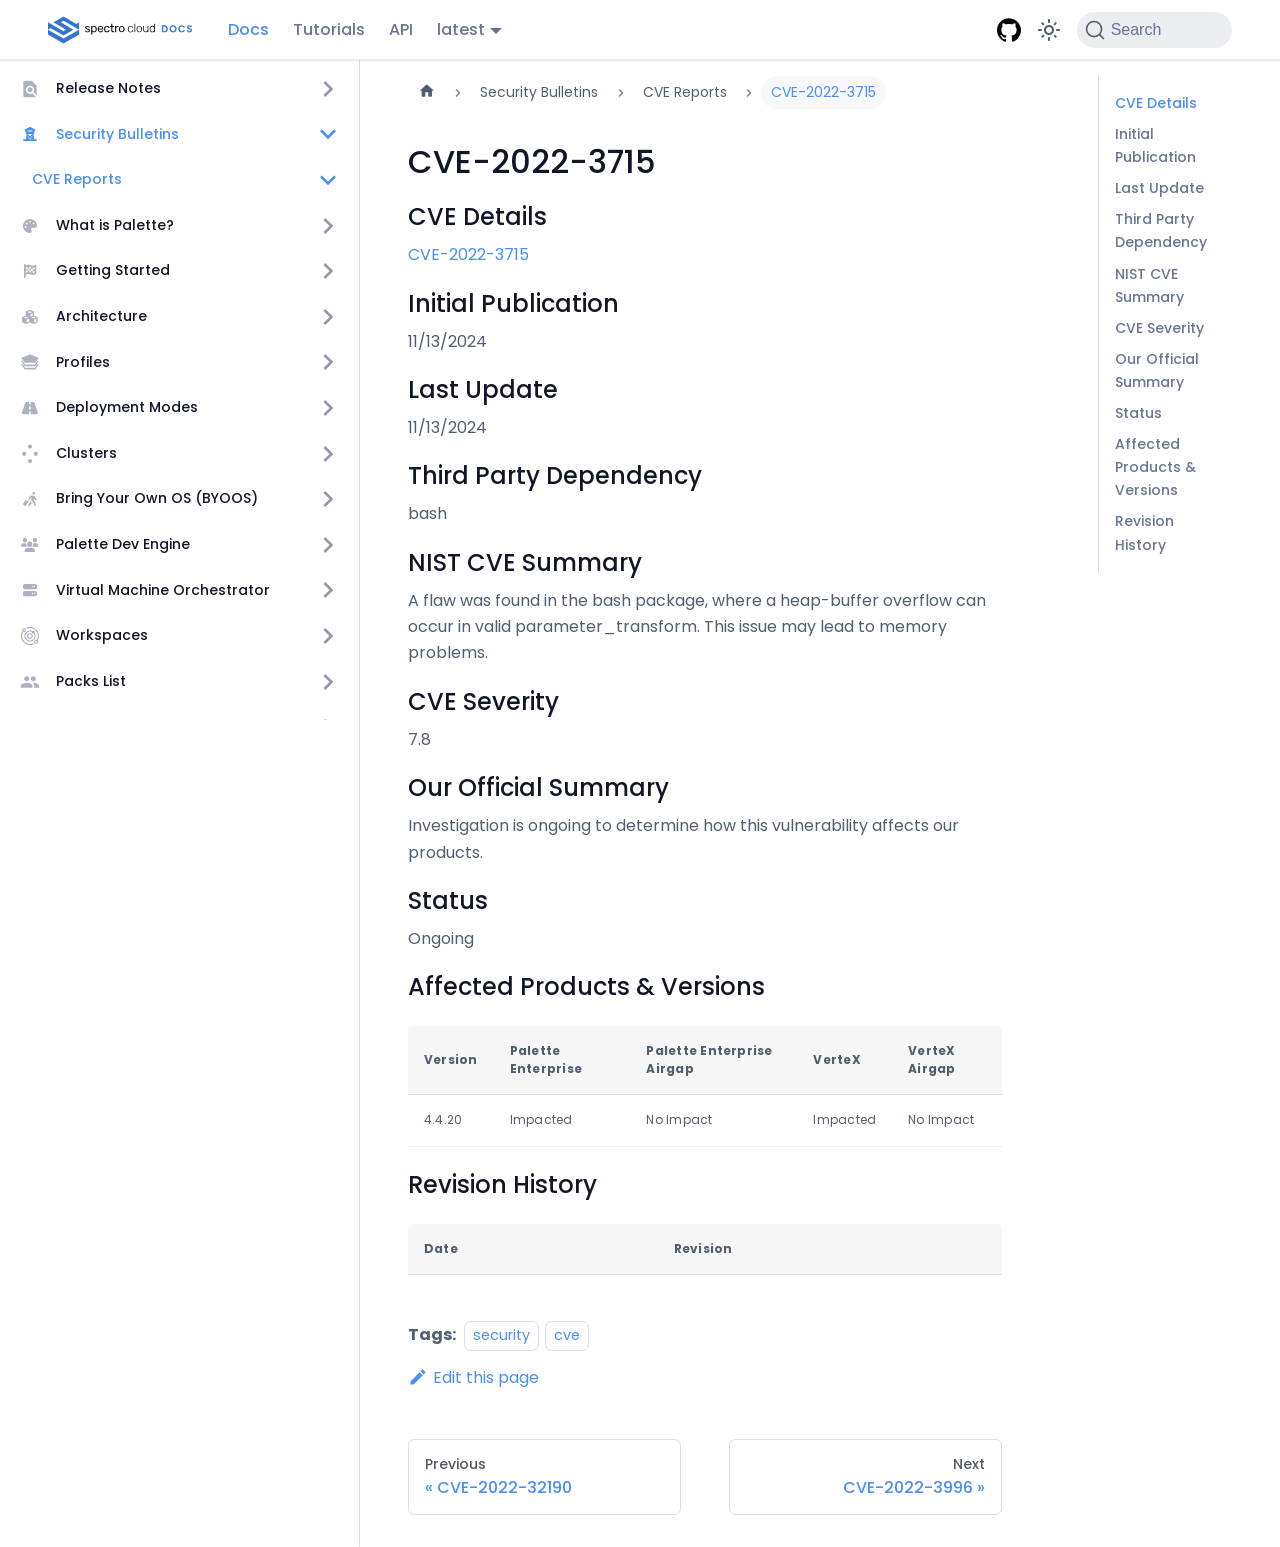 spectro cloud DOCS
Docs
Tutorials
API
latest
Search
Release Notes
Security Bulletins
CVE Reports
What is Palette?
Getting Started
Architecture
Profiles
Deployment Modes
Clusters
Bring Your Own OS (BYOOS)
Palette Dev Engine
Virtual Machine Orchestrator
Workspaces
Packs List
Security Bulletins
CVE Reports
CVE-2022-3715
CVE-2022-3715
CVE Details
CVE-2022-3715
Initial Publication
11/13/2024
Last Update
11/13/2024
Third Party Dependency
bash
NIST CVE Summary
A flaw was found in the bash package, where a heap-buffer overflow can
occur in valid parameter_transform. This issue may lead to memory
problems.
CVE Severity
7.8
Our Official Summary
Investigation is ongoing to determine how this vulnerability affects our
products.
Status
Ongoing
Affected Products & Versions
Version
Palette
Enterprise
Palette Enterprise
Airgap
VerteX
VerteX
Airgap
4.4.20
Impacted
No Impact
Impacted
No Impact
Revision History
Date
Revision
Tags:
security
cve
Edit this page
Previous
« CVE-2022-32190
Next
CVE-2022-3996 »
CVE Details
Initial
Publication
Last Update
Third Party
Dependency
NIST CVE
Summary
CVE Severity
Our Official
Summary
Status
Affected
Products &
Versions
Revision
History